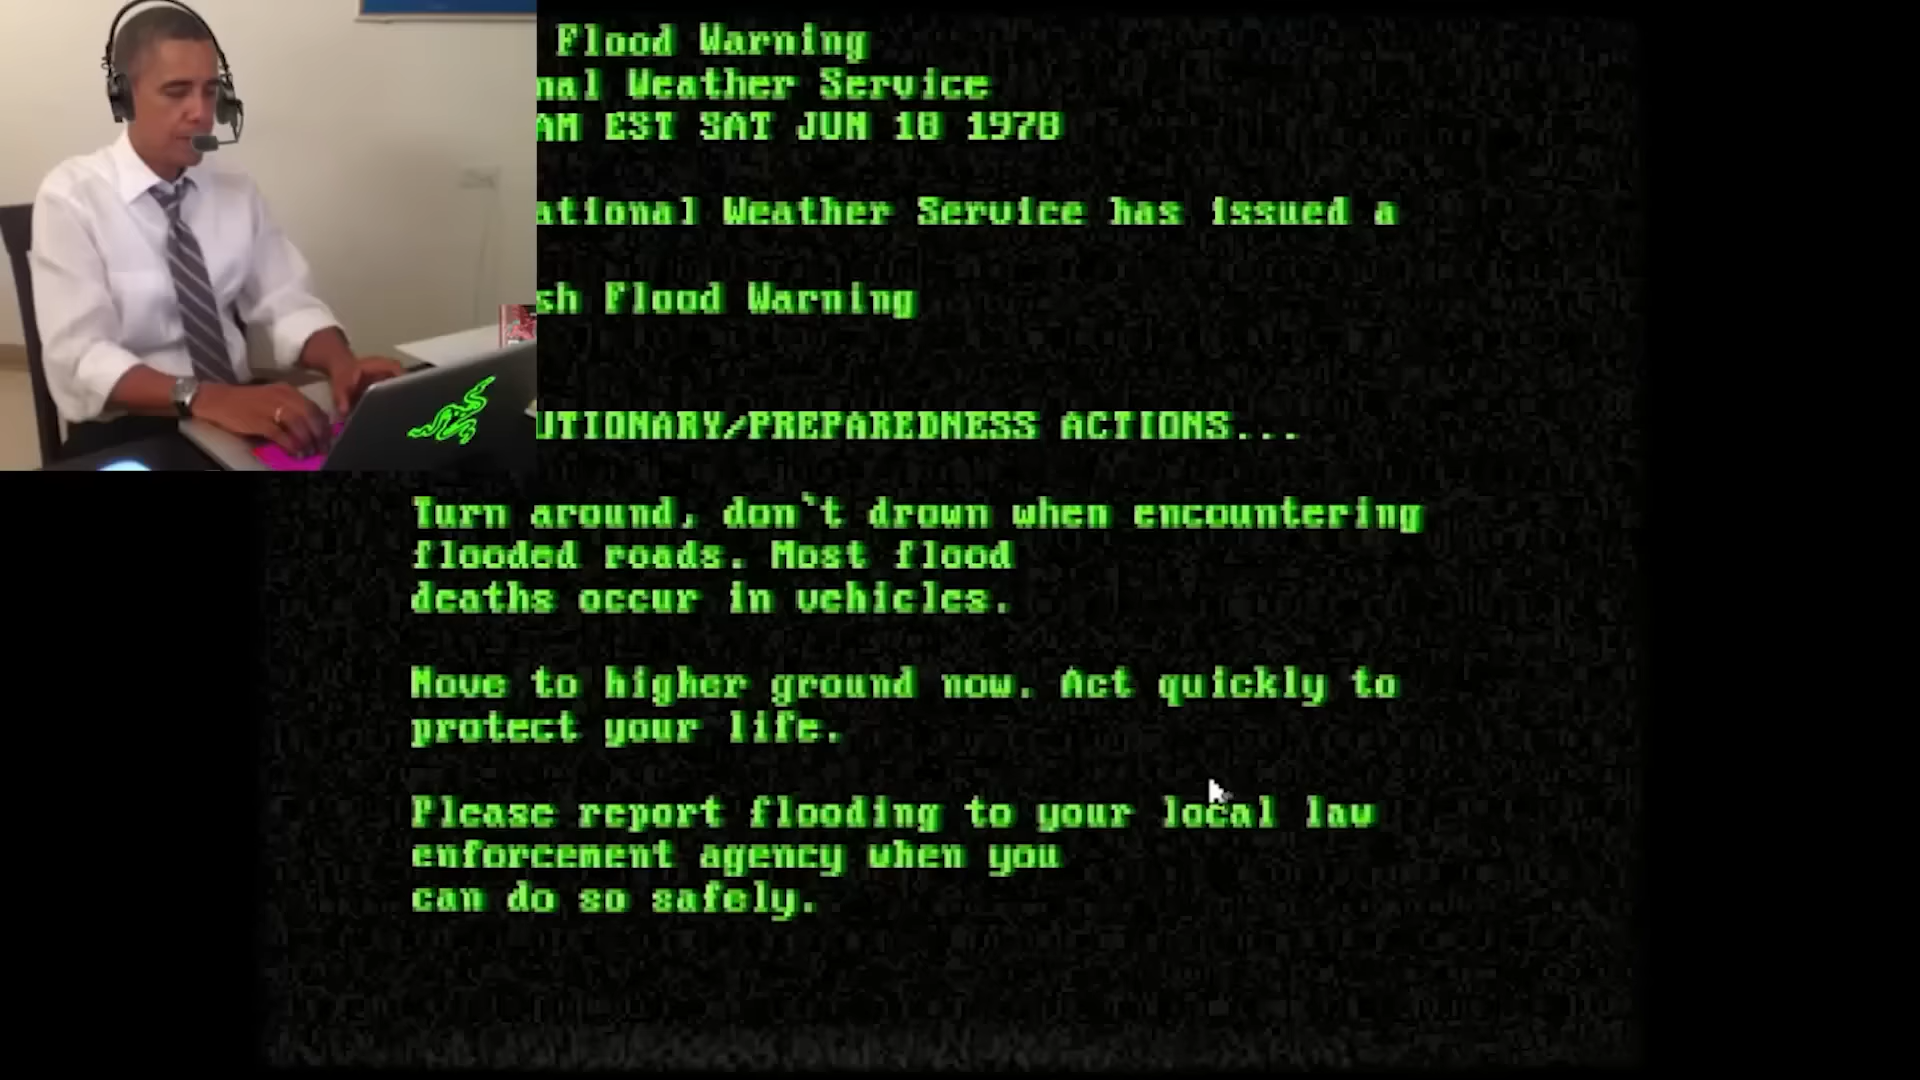 Flood Warning
nal Weather Service
AM EST SAT JUN 10 1978
ational Weather Service has issued a
sh Flood Warning
UTIONARY/PREPAREDNESS ACTIONS...
Turn around, don`t drown when encountering
flooded roads. Most flood
deaths occur in vehicles.
Move to higher ground now. Act quickly to
protect your life.
Please report flooding to your local law
enforcement agency when you
can do so safely.